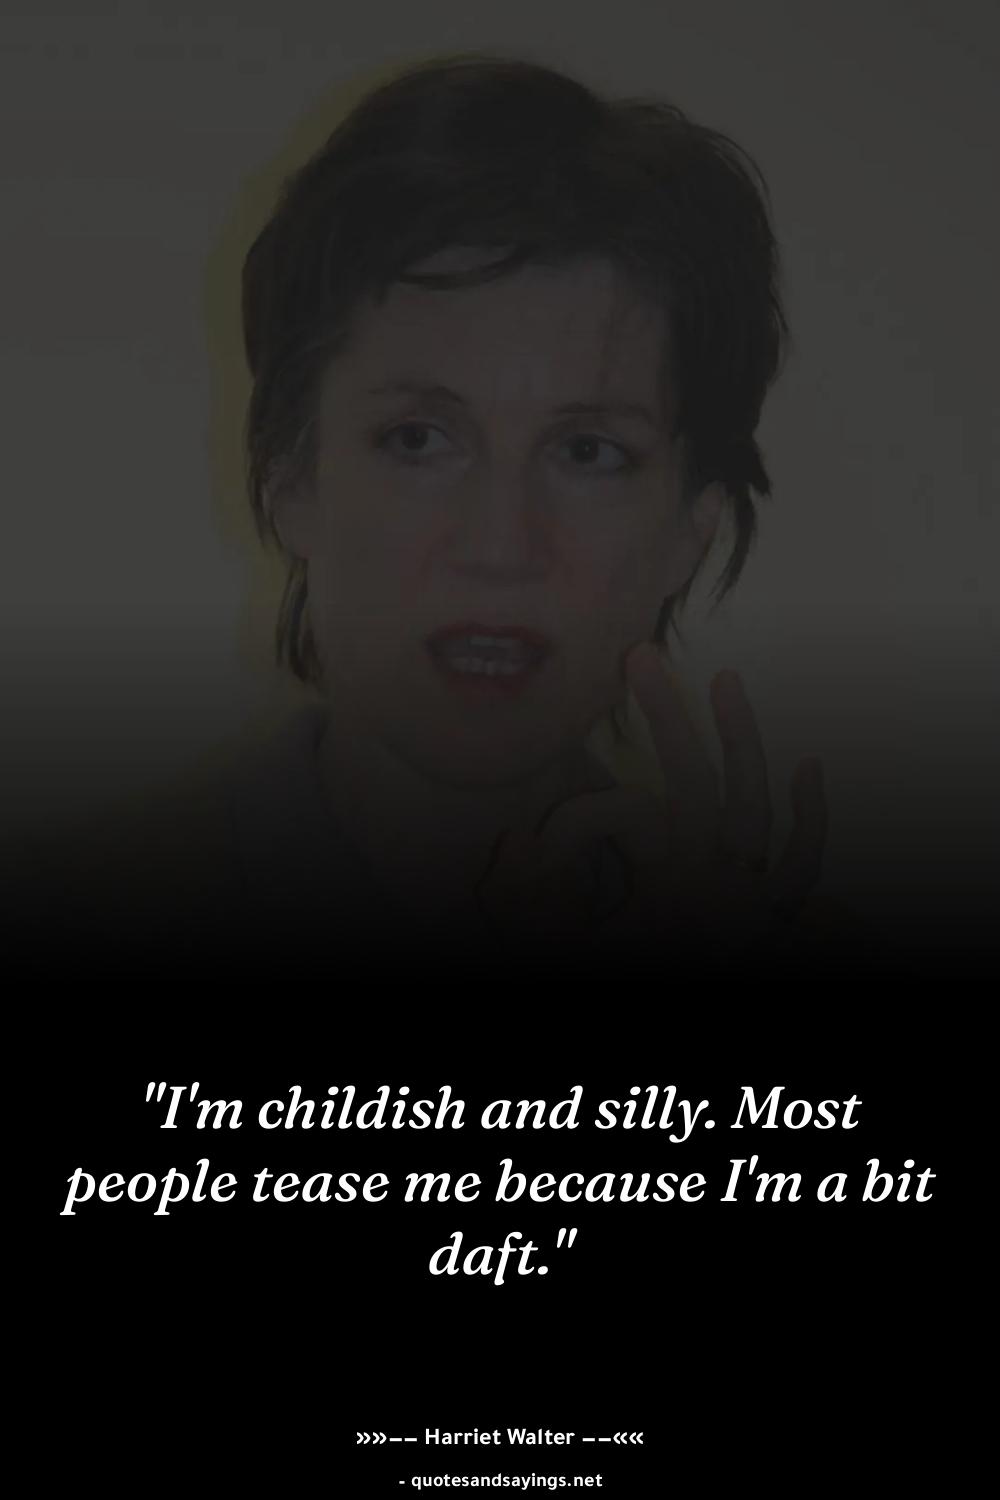 "I'm childish and silly. Most
people tease me because I'm a bit
daft."
»»−− Harriet Walter −−««
- quotesandsayings.net